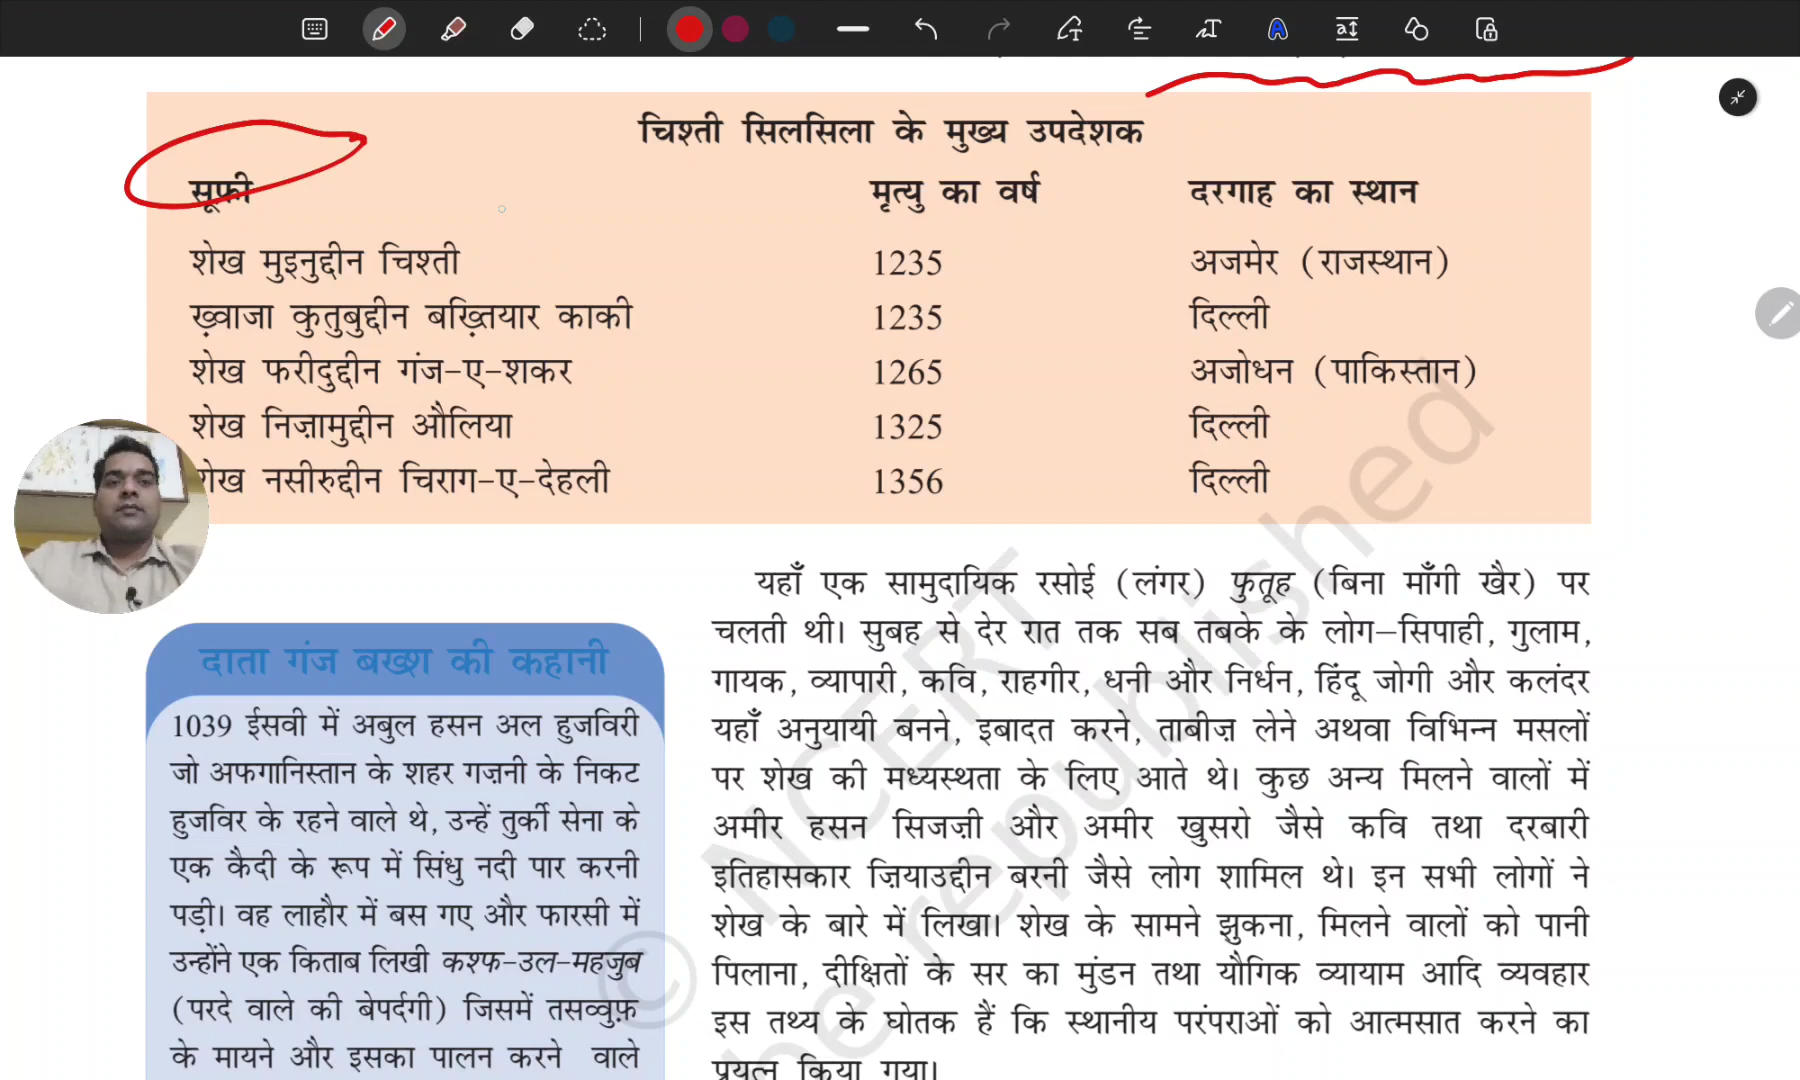 चिश्ती सिलसिला के मुख्य उपदेशक
सूफ़ी मृत्यु का वर्ष दरगाह का स्थान
शेख मुइनुद्दीन चिश्ती 1235 अजमेर (राजस्थान)
ख़्वाजा कुतुबुद्दीन बख़्तियार काकी 1235 दिल्ली
शेख फरीदुद्दीन गंज-ए-शकर 1265 अजोधन (पाकिस्तान)
शेख निज़ामुद्दीन औलिया 1325 दिल्ली
शेख नसीरुद्दीन चिराग-ए-देहली 1356 दिल्ली
दाता गंज बख्श की कहानी
1039 ईसवी में अबुल हसन अल हुजविरी
जो अफगानिस्तान के शहर गज़नी के निकट
हुजविर के रहने वाले थे, उन्हें तुर्की सेना के
एक कैदी के रूप में सिंधु नदी पार करनी
पड़ी। वह लाहौर में बस गए और फारसी में
उन्होंने एक किताब लिखी कश्फ-उल-महजुब
(परदे वाले की बेपर्दगी) जिसमें तसव्वुफ़
के मायने और इसका पालन करने वाले
यहाँ एक सामुदायिक रसोई (लंगर) फुतूह (बिना माँगी खैर) पर
चलती थी। सुबह से देर रात तक सब तबके के लोग–सिपाही, गुलाम,
गायक, व्यापारी, कवि, राहगीर, धनी और निर्धन, हिंदू जोगी और कलंदर
यहाँ अनुयायी बनने, इबादत करने, ताबीज़ लेने अथवा विभिन्न मसलों
पर शेख की मध्यस्थता के लिए आते थे। कुछ अन्य मिलने वालों में
अमीर हसन सिजज़ी और अमीर खुसरो जैसे कवि तथा दरबारी
इतिहासकार ज़ियाउद्दीन बरनी जैसे लोग शामिल थे। इन सभी लोगों ने
शेख के बारे में लिखा। शेख के सामने झुकना, मिलने वालों को पानी
पिलाना, दीक्षितों के सर का मुंडन तथा यौगिक व्यायाम आदि व्यवहार
इस तथ्य के घोतक हैं कि स्थानीय परंपराओं को आत्मसात करने का
प्रयत्न किया गया।
© NCERT
be republished